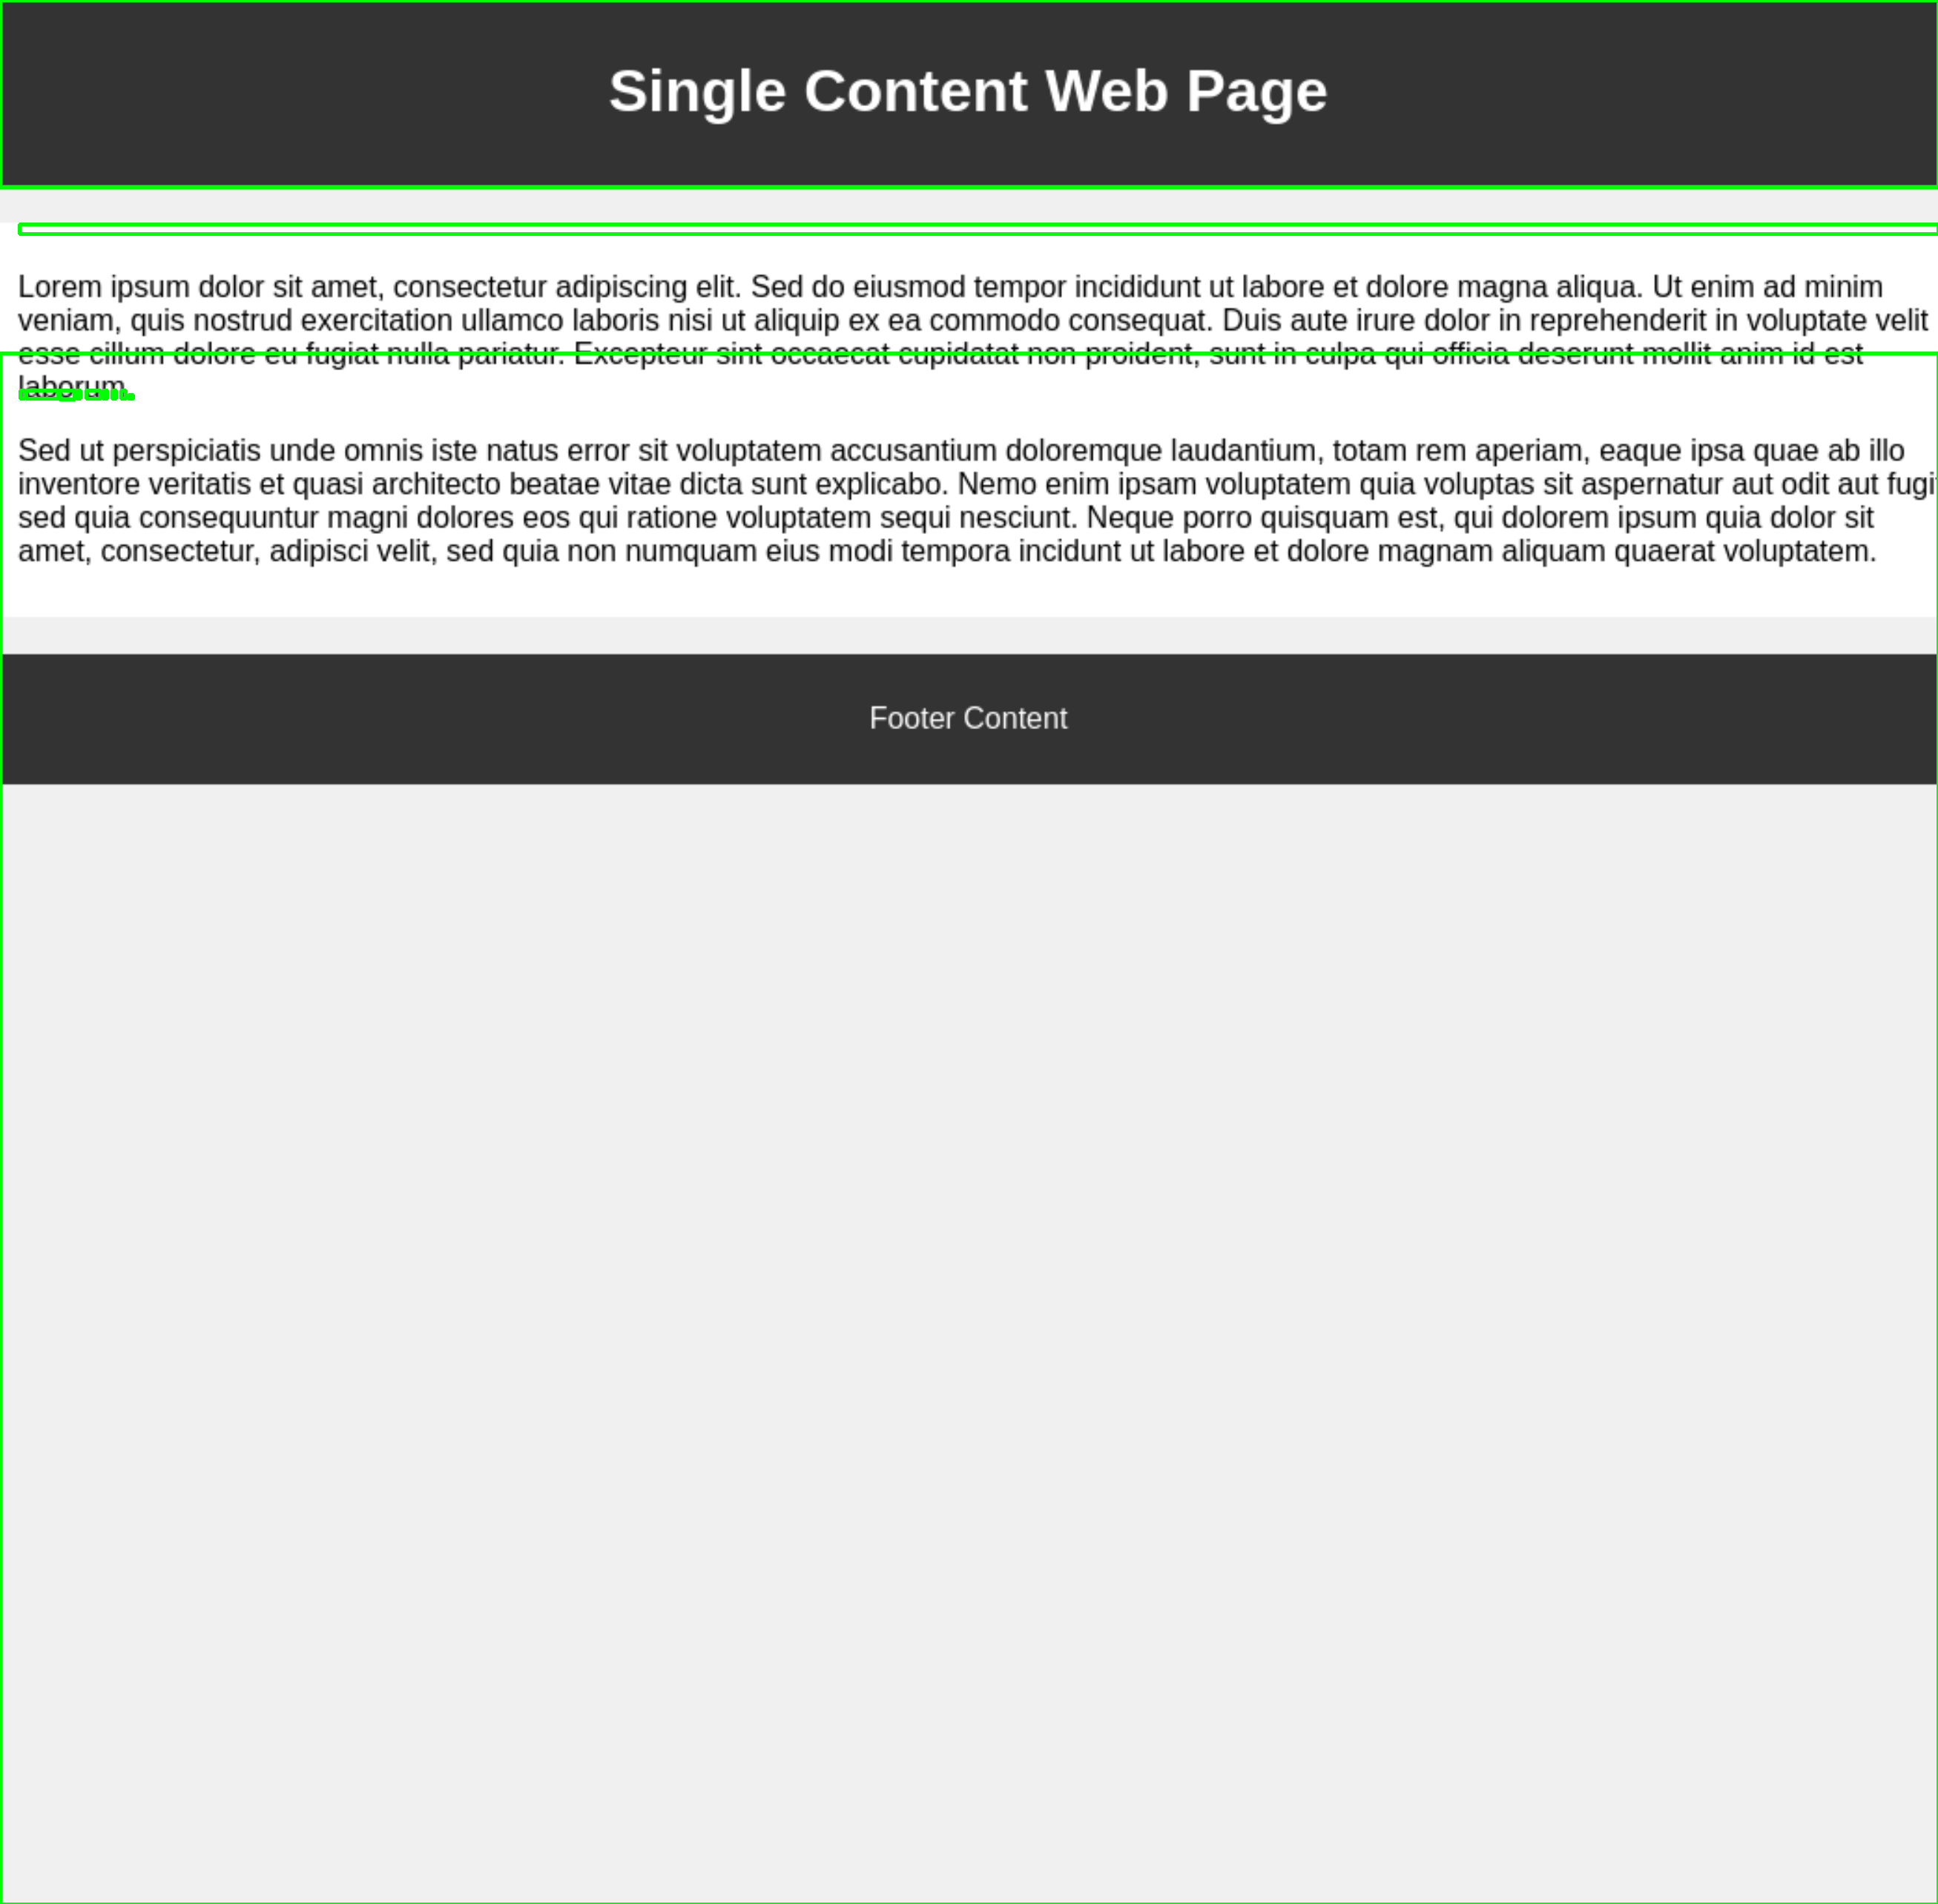 Single Content Web Page
Lorem ipsum dolor sit amet, consectetur adipiscing elit. Sed do eiusmod tempor incididunt ut labore et dolore magna aliqua. Ut enim ad minim
veniam, quis nostrud exercitation ullamco laboris nisi ut aliquip ex ea commodo consequat. Duis aute irure dolor in reprehenderit in voluptate velit
esse cillum dolore eu fugiat nulla pariatur. Excepteur sint occaecat cupidatat non proident, sunt in culpa qui officia deserunt mollit anim id est
laborum.
Sed ut perspiciatis unde omnis iste natus error sit voluptatem accusantium doloremque laudantium, totam rem aperiam, eaque ipsa quae ab illo
inventore veritatis et quasi architecto beatae vitae dicta sunt explicabo. Nemo enim ipsam voluptatem quia voluptas sit aspernatur aut odit aut
sed quia consequuntur magni dolores eos qui ratione voluptatem sequi nesciunt. Neque porro quisquam est, qui dolorem ipsum quia dolor sit
amet, consectetur, adipisci velit, sed quia non numquam eius modi tempora incidunt ut labore et dolore magnam aliquam quaerat voluptatem.
Footer Content